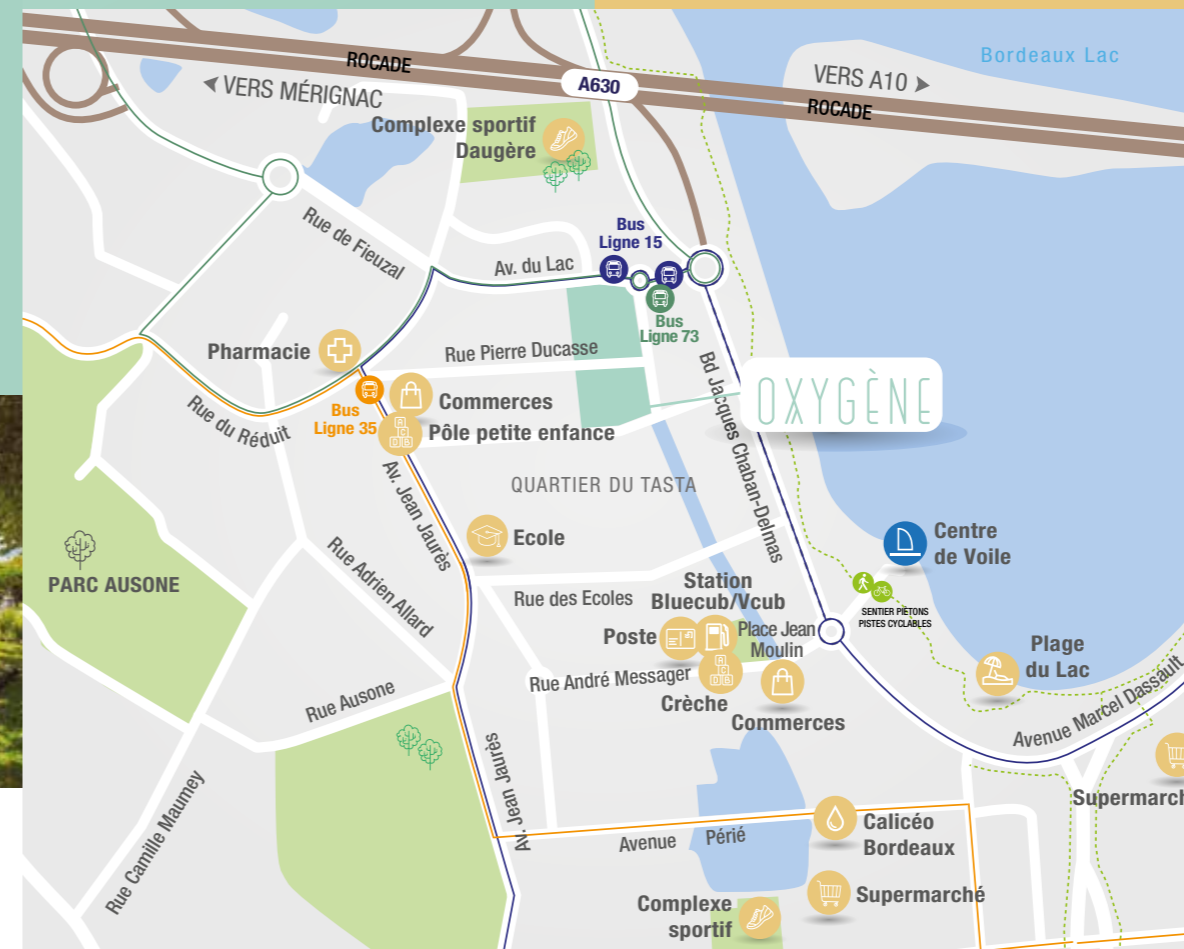 Bordeaux Lac
ROCADE
A630
VERS A10
ROCADE
VERS MÉRIGNAC
Complexe sportif
Daugère
Rue de Fieuzal
Bus
Ligne 15
Av. du Lac
Bus
Ligne 73
Rue Pierre Ducasse
Pharmacie
Bd Jacques Chaban-Delmas
OXYGÈNE
Commerces
Bus
Ligne 35
Rue du Réduit
Pôle petite enfance
Av. Jean Jaurès
QUARTIER DU TASTA
Ecole
Centre
de Voile
PARC AUSONE
Rue Adrien Allard
Rue des Ecoles
Station
Bluecub/Vcub
SENTIER PIÉTONS
PISTES CYCLABLES
Poste
Place Jean
Moulin
Plage
du Lac
Rue André Messager
Crèche
Commerces
Rue Ausone
Avenue Marcel Dassault
Av. Jean Jaurès
Rue Camille Maumey
Supermarch
Avenue Périé
Calicéo
Bordeaux
Supermarché
Complexe
sportif